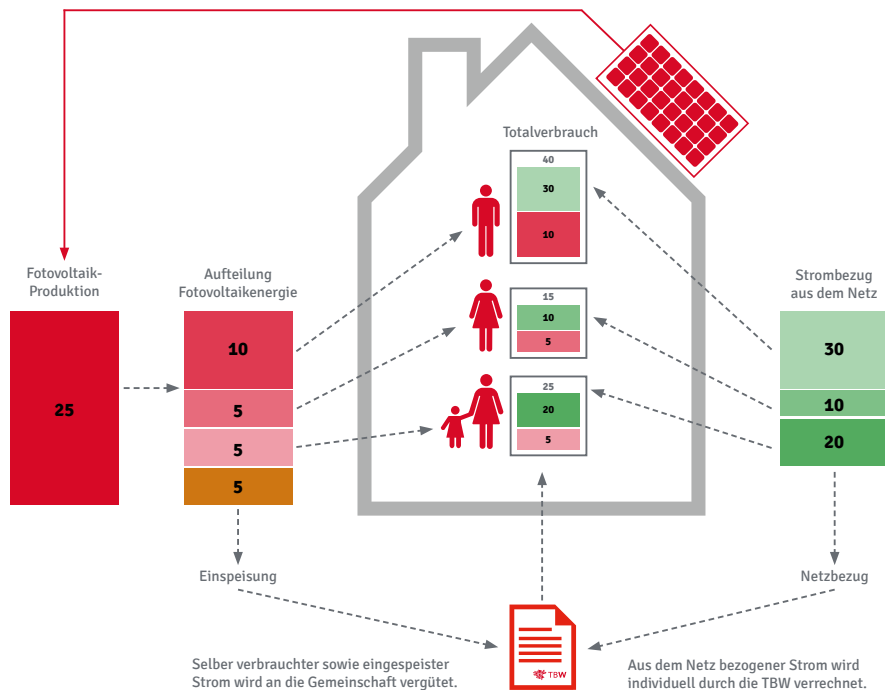 Totalverbrauch
40
30
10
15
10
5
25
20
5
Fotovoltaik-
Produktion
25
Aufteilung
Fotovoltaikenergie
10
5
5
5
Strombezug
aus dem Netz
30
10
20
Einspeisung
Netzbezug
Selber verbrauchter sowie eingespeister
Strom wird an die Gemeinschaft vergütet.
TBW
Aus dem Netz bezogener Strom wird
individuell durch die TBW verrechnet.